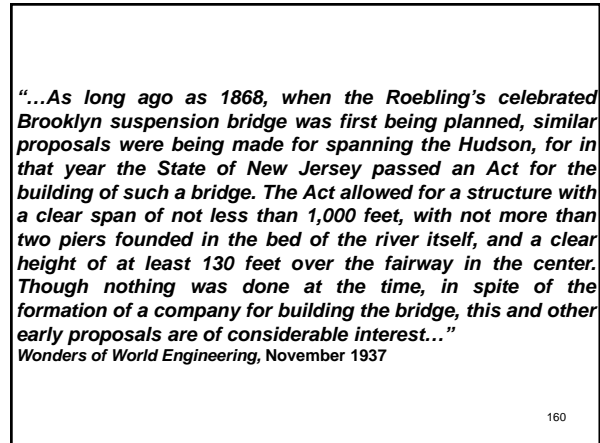 “…As long ago as 1868, when the Roebling’s celebrated
Brooklyn suspension bridge was first being planned, similar
proposals were being made for spanning the Hudson, for in
that year the State of New Jersey passed an Act for the
building of such a bridge. The Act allowed for a structure with
a clear span of not less than 1,000 feet, with not more than
two piers founded in the bed of the river itself, and a clear
height of at least 130 feet over the fairway in the center.
Though nothing was done at the time, in spite of the
formation of a company for building the bridge, this and other
early proposals are of considerable interest…”
Wonders of World Engineering, November 1937
160